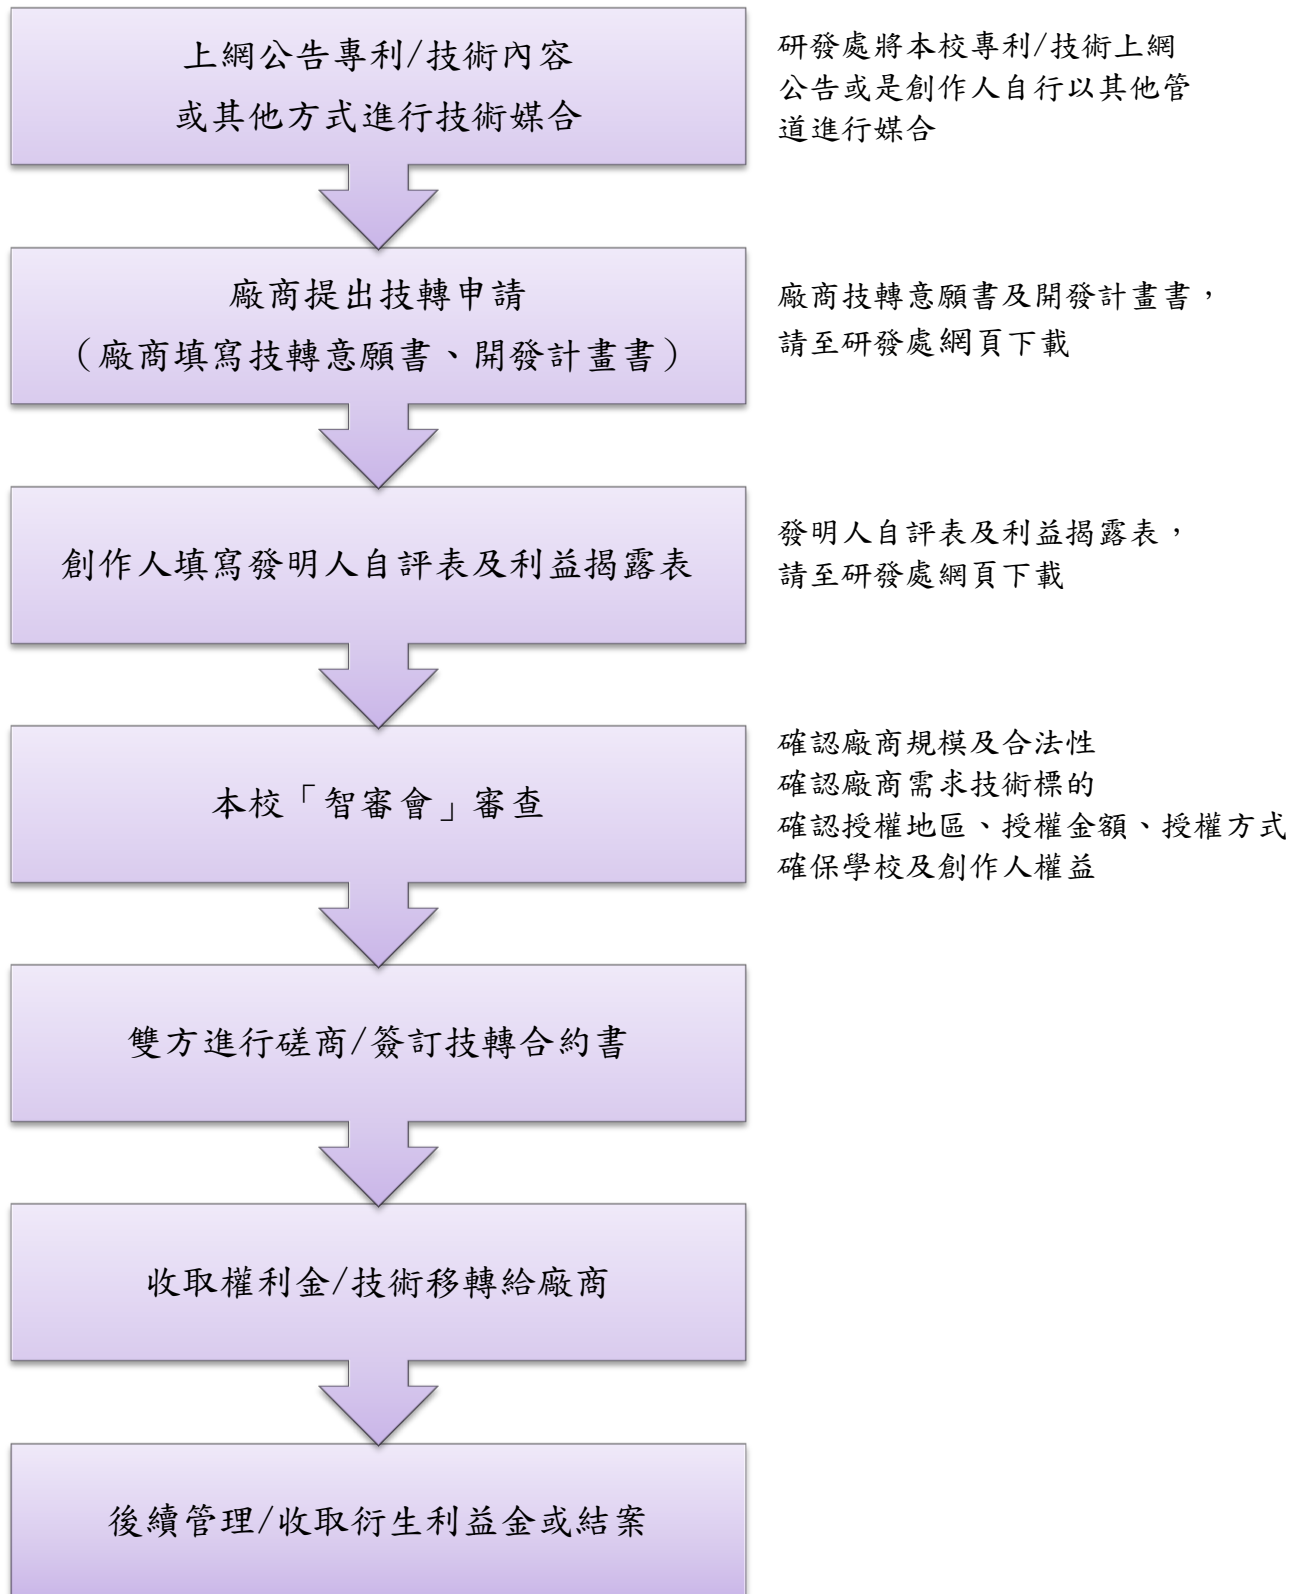 上網公告專利/技術內容
或其他方式進行技術媒合
研發處將本校專利/技術上網
公告或是創作人自行以其他管
道進行媒合
廠商提出技轉申請
（廠商填寫技轉意願書、開發計畫書）
廠商技轉意願書及開發計畫書，
請至研發處網頁下載
創作人填寫發明人自評表及利益揭露表
發明人自評表及利益揭露表，
請至研發處網頁下載
本校「智審會」審查
確認廠商規模及合法性
確認廠商需求技術標的
確認授權地區、授權金額、授權方式
確保學校及創作人權益
雙方進行磋商/簽訂技轉合約書
收取權利金/技術移轉給廠商
後續管理/收取衍生利益金或結案